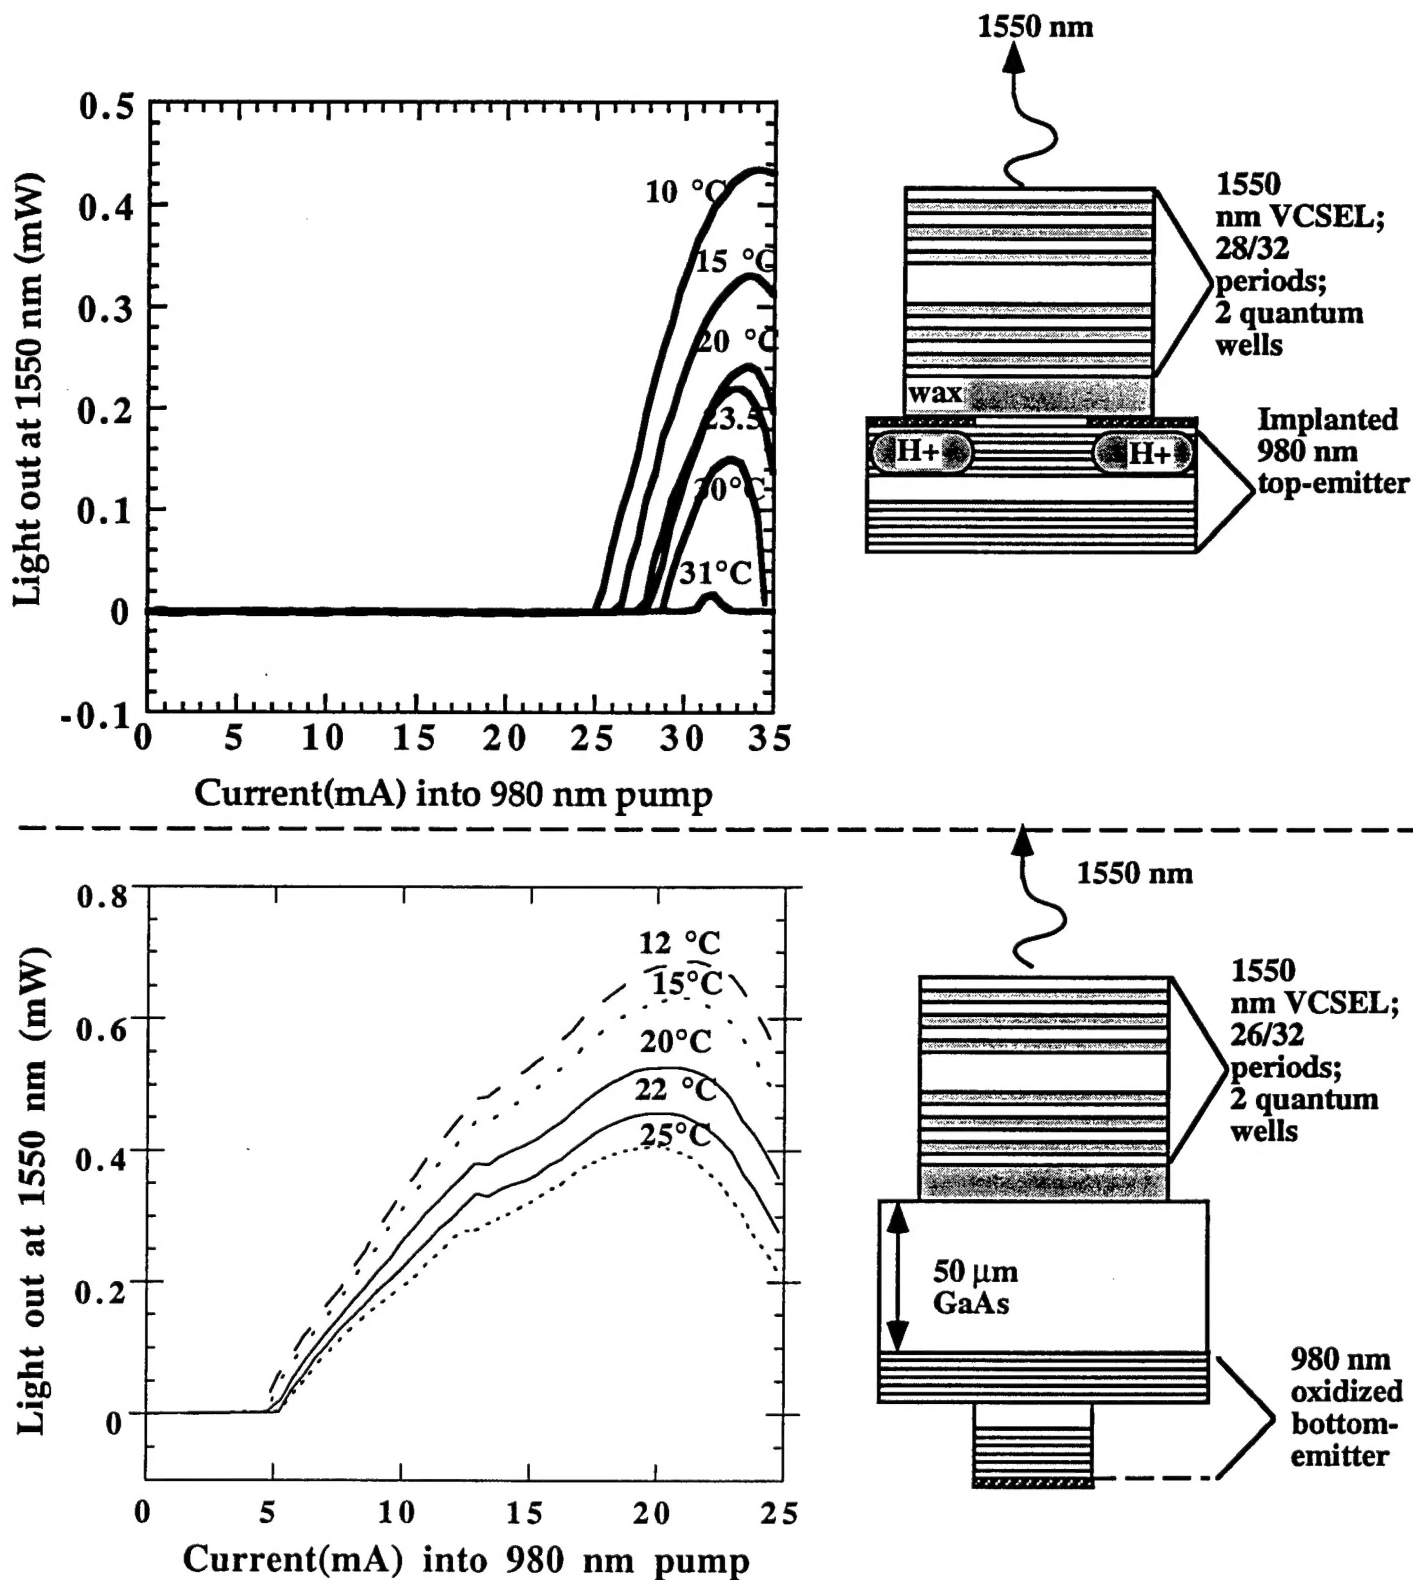 1550 nm
0.5
0.4
0.3
0.2
0.1
0
-0.1
Light out at 1550 nm (mW)
10 °C
15 °C
20 °C
23.5
30°C
31°C
0 5 10 15 20 25 30 35
Current(mA) into 980 nm pump
1550
nm VCSEL;
28/32
periods;
2 quantum
wells
wax
H+ H+
Implanted
980 nm
top-emitter
1550 nm
0.8
0.6
0.4
0.2
0
Light out at 1550 nm (mW)
12 °C
15°C
20°C
22 °C
25°C
0 5 10 15 20 25
Current(mA) into 980 nm pump
1550
nm VCSEL;
26/32
periods;
2 quantum
wells
50 μm
GaAs
980 nm
oxidized
bottom-
emitter